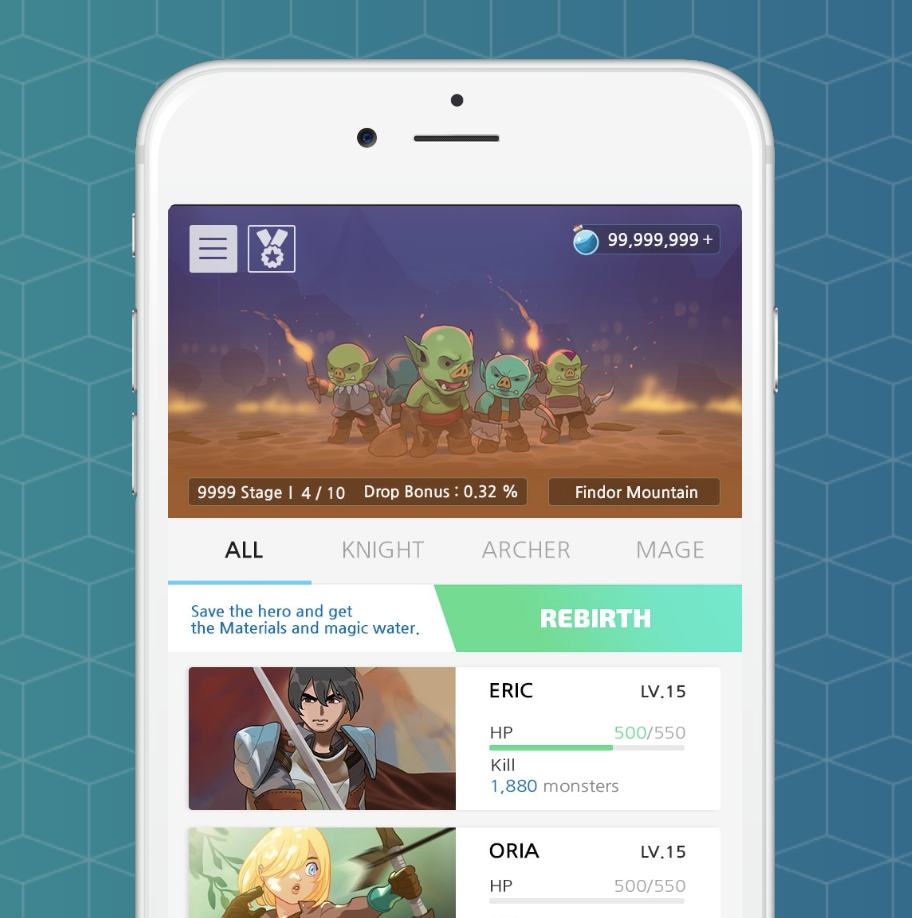 99,999,999 +
9999 Stage | 4 / 10 Drop Bonus : 0.32 % Findor Mountain
ALL KNIGHT ARCHER MAGE
Save the hero and get
the Materials and magic water.
REBIRTH
ERIC LV.15
HP 500/550
Kill
1,880 monsters
ORIA LV.15
HP 500/550